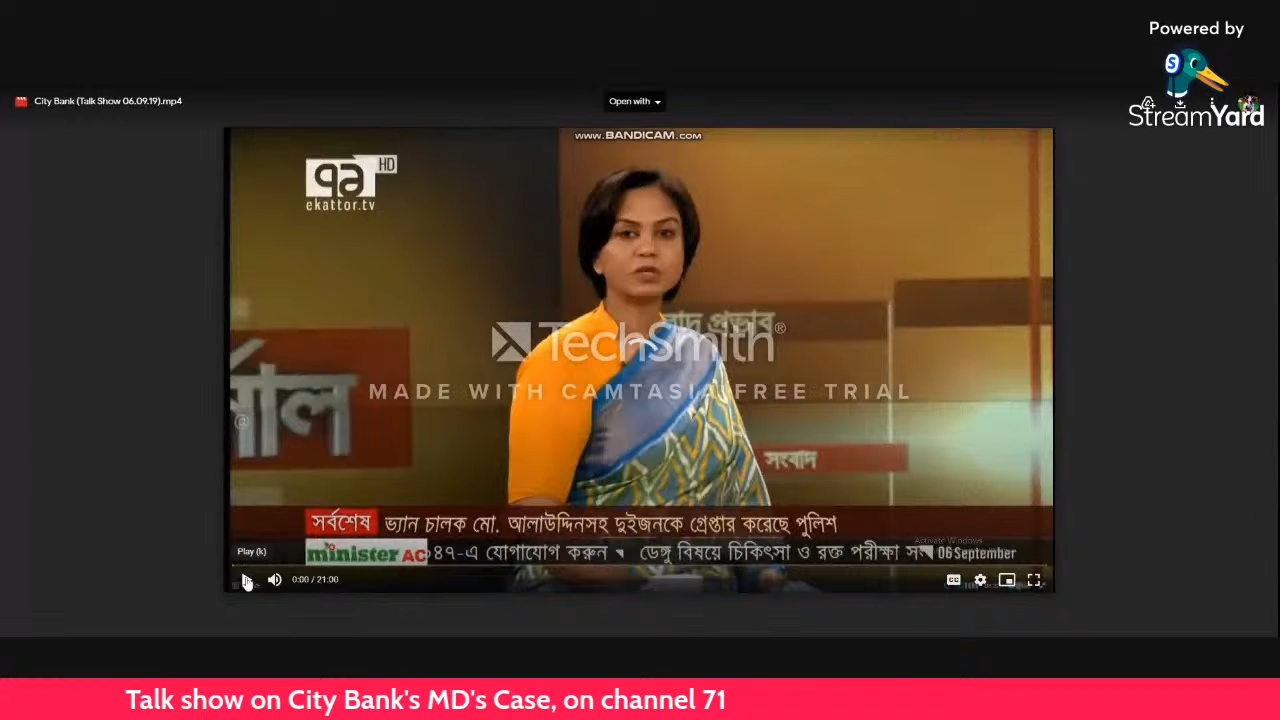 Powered by
StreamYard
City Bank (Talk Show 06.09.19).mp4
Open with
www.BANDICAM.com
HD
ekattor.tv
TechSmith®
MADE WITH CAMTASIA FREE TRIAL
সংবাদ
সর্বশেষ ভ্যান চালক মো. আলাউদ্দিনসহ দুইজনকে গ্রেপ্তার করেছে পুলিশ
Activate Windows
Play (k)
minister AC ৪৭-এ যোগাযোগ করুন ডেঙ্গু বিষয়ে চিকিৎসা ও রক্ত পরীক্ষা 06 September
0:00 / 21:00
CC
Talk show on City Bank's MD's Case, on channel 71